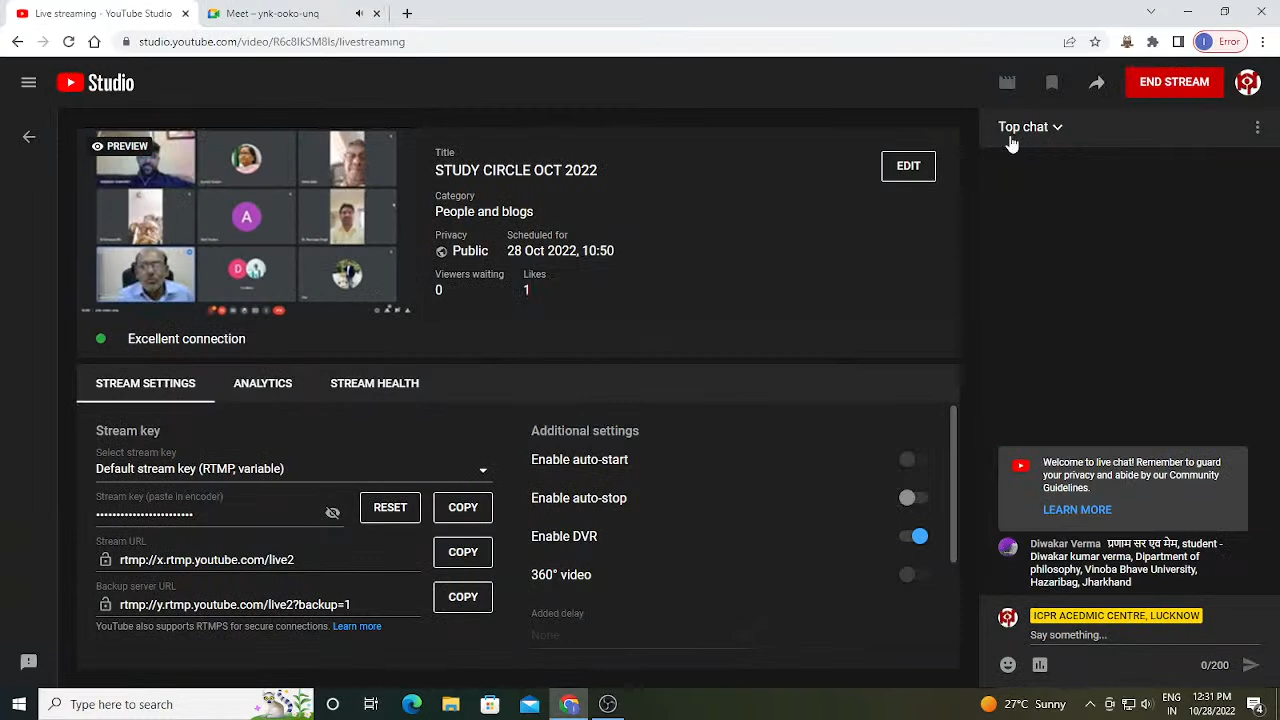 Live streaming - YouTube Studio
Meet – ynk-ooko-unq
studio.youtube.com/video/R6c8IkSM8Is/livestreaming
Error
Studio
END STREAM
PREVIEW
Title
STUDY CIRCLE OCT 2022
Category
People and blogs
Privacy
Scheduled for
Public
28 Oct 2022, 10:50
Viewers waiting
Likes
0
1
EDIT
A
D
Excellent connection
STREAM SETTINGS
ANALYTICS
STREAM HEALTH
Stream key
Select stream key
Default stream key (RTMP, variable)
Stream key (paste in encoder)
••••••••••••••••••••••••
RESET
COPY
Stream URL
rtmp://x.rtmp.youtube.com/live2
COPY
Backup server URL
rtmp://y.rtmp.youtube.com/live2?backup=1
COPY
YouTube also supports RTMPS for secure connections. Learn more
Additional settings
Enable auto-start
Enable auto-stop
Enable DVR
360° video
Added delay
None
Top chat
Welcome to live chat! Remember to guard
your privacy and abide by our Community
Guidelines.
LEARN MORE
Diwakar Verma student -
Diwakar kumar verma, Dipartment of
philosophy, Vinoba Bhave University,
Hazaribag, Jharkhand
ICPR ACEDMIC CENTRE, LUCKNOW
Say something...
0/200
Type here to search
27°C Sunny
IN
12:31 PM
10/28/2022
4